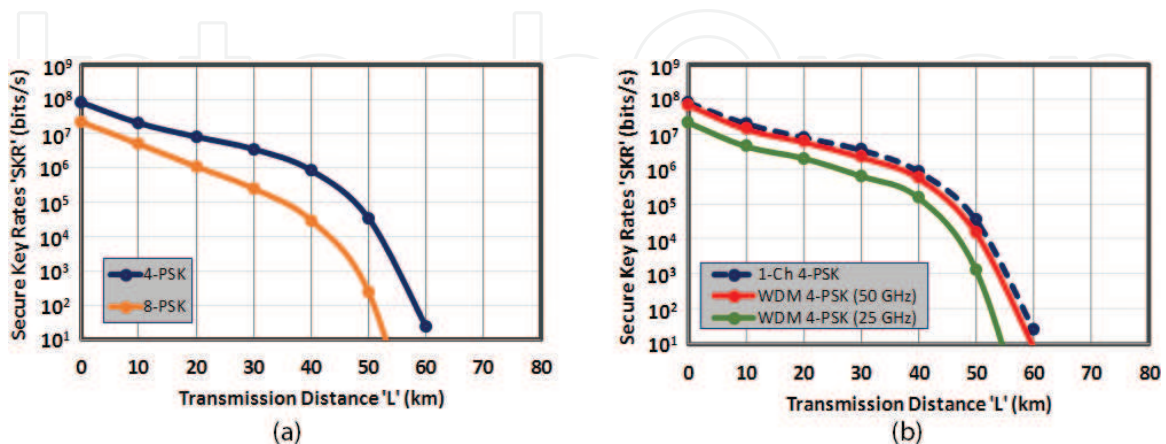 Secure Key Rates 'SKR' (bits/s)
10⁹
10⁸
10⁷
10⁶
10⁵
10⁴
10³
10²
10¹
4-PSK
8-PSK
0 10 20 30 40 50 60 70 80
Transmission Distance 'L' (km)
(a)
Secure Key Rates 'SKR' (bits/s)
10⁹
10⁸
10⁷
10⁶
10⁵
10⁴
10³
10²
10¹
1-Ch 4-PSK
WDM 4-PSK (50 GHz)
WDM 4-PSK (25 GHz)
0 10 20 30 40 50 60 70 80
Transmission Distance 'L' (km)
(b)